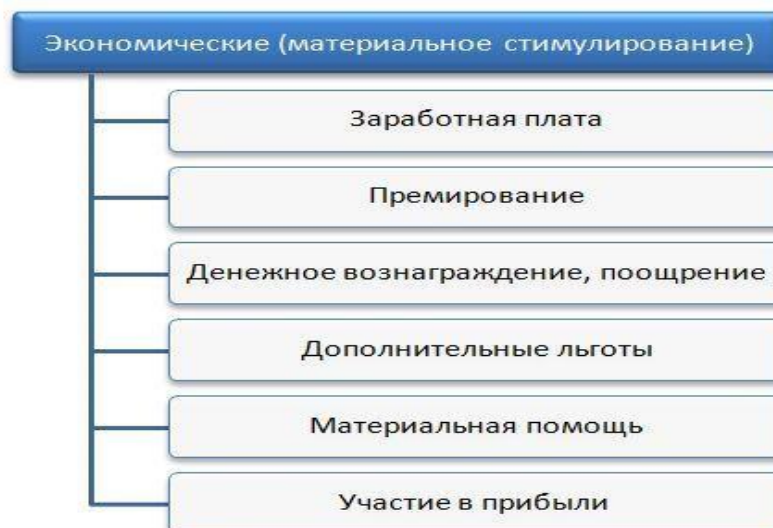 Экономические (материальное стимулирование)
Заработная плата
Премирование
Денежное вознаграждение, поощрение
Дополнительные льготы
Материальная помощь
Участие в прибыли